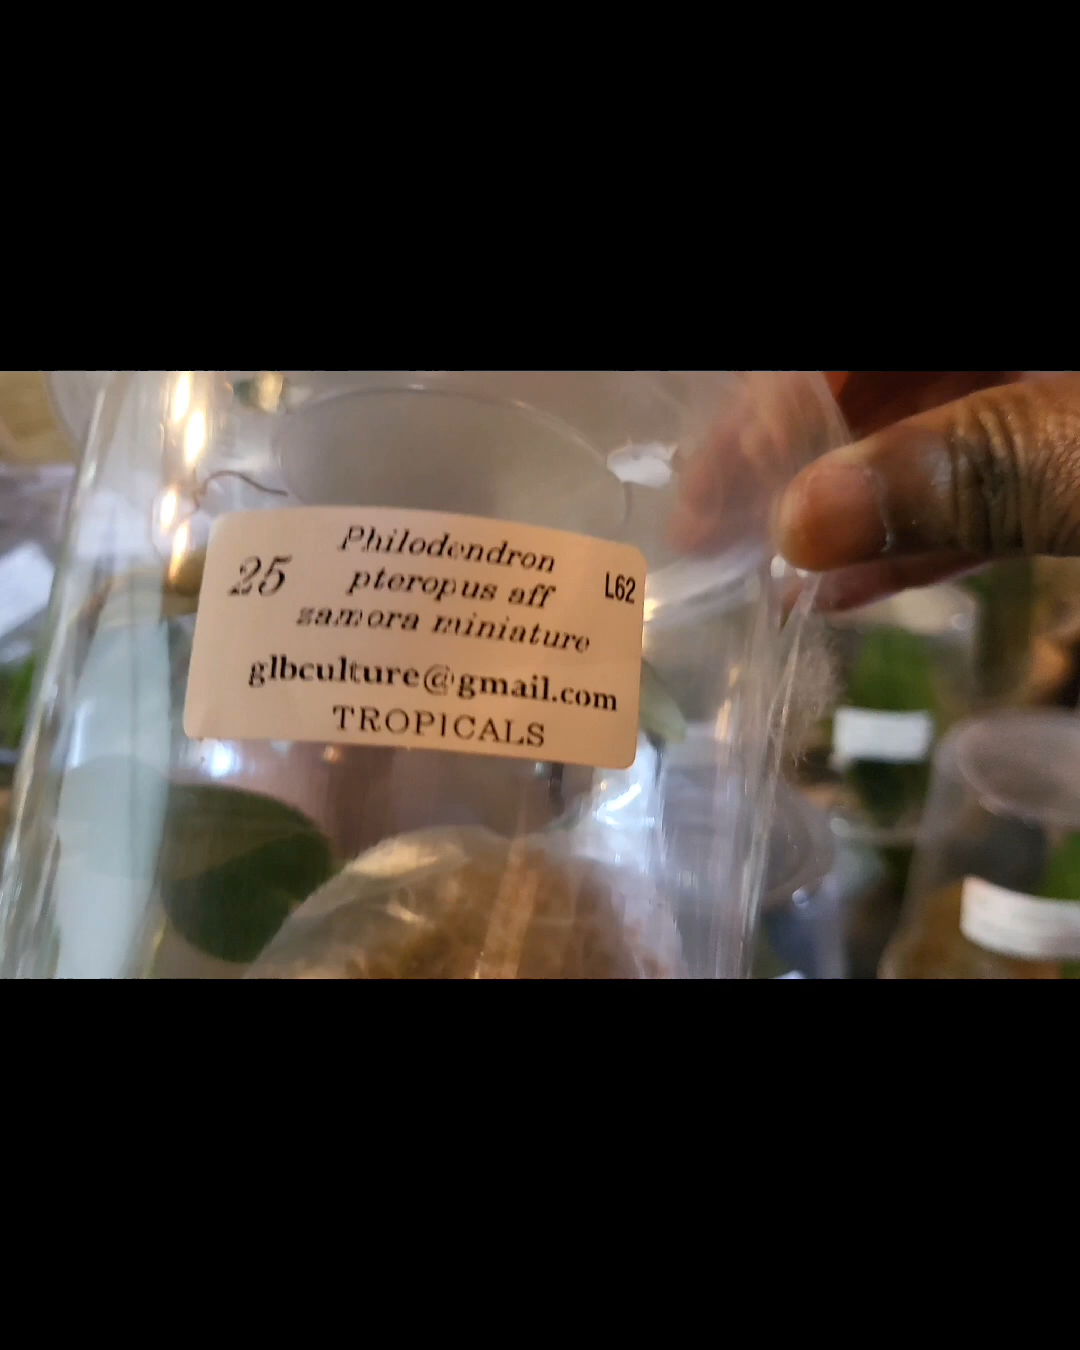 Philodendron
25 pteropus aff L62
zamora miniature
glbculture@gmail.com
TROPICALS